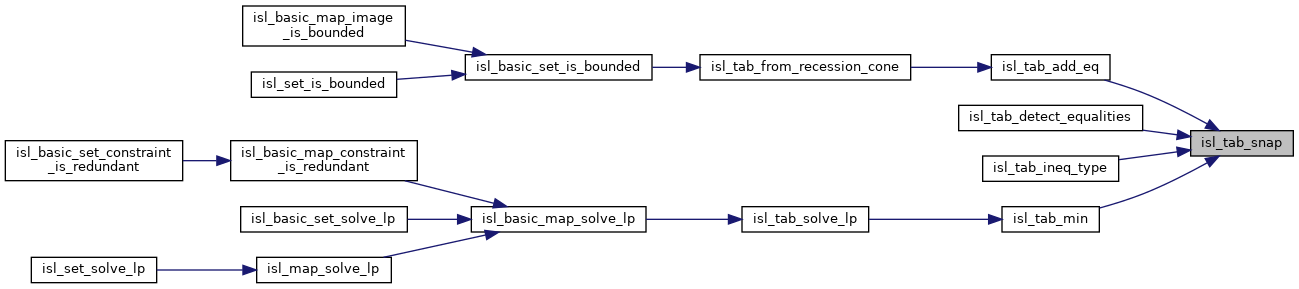 isl_basic_map_image
_is_bounded
isl_set_is_bounded
isl_basic_set_is_bounded
isl_tab_from_recession_cone
isl_tab_add_eq
isl_tab_detect_equalities
isl_tab_snap
isl_tab_ineq_type
isl_basic_set_constraint
_is_redundant
isl_basic_map_constraint
_is_redundant
isl_basic_set_solve_lp
isl_basic_map_solve_lp
isl_tab_solve_lp
isl_tab_min
isl_set_solve_lp
isl_map_solve_lp